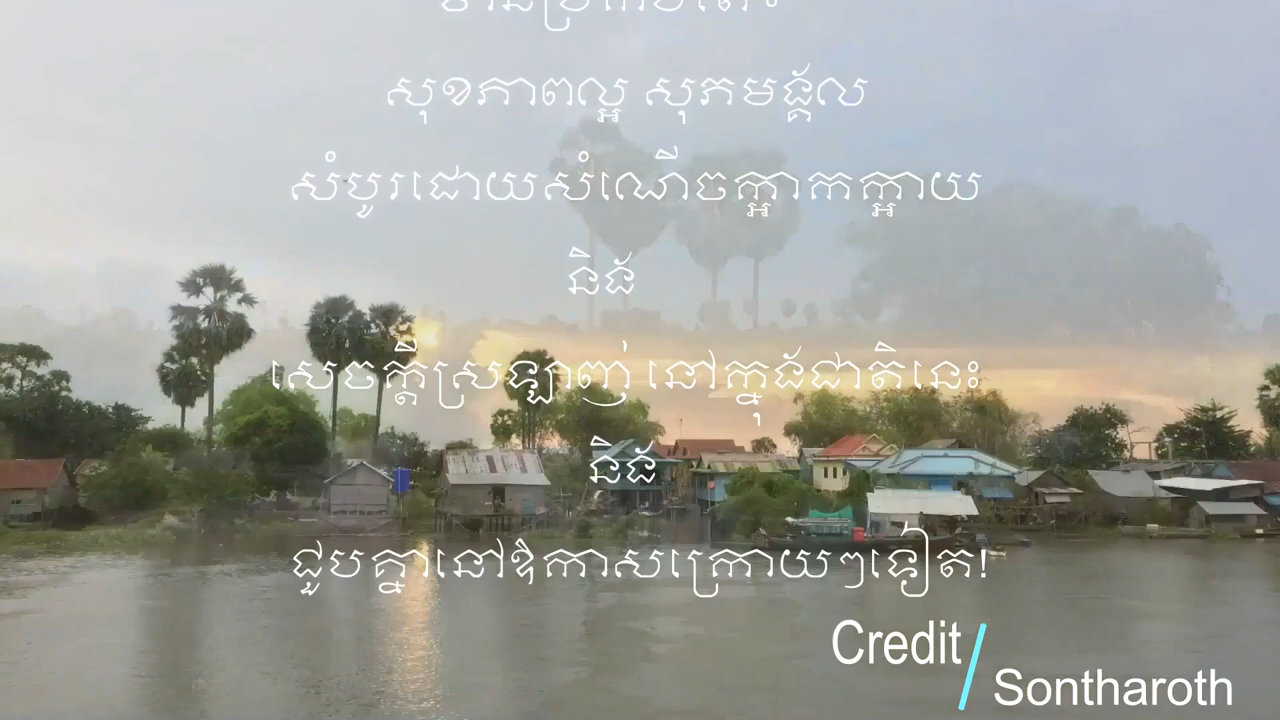 សុខភាពល្អ សុភមង្គ័ល
សំបូរដោយសំណើចក្អាកក្អាយ
និង
សេចក្តីស្រឡាញ់ នៅក្នុងជាតិនេះ
និង
ជួបគ្នានៅឱកាសក្រោយៗទៀត!
Credit
Sontharoth